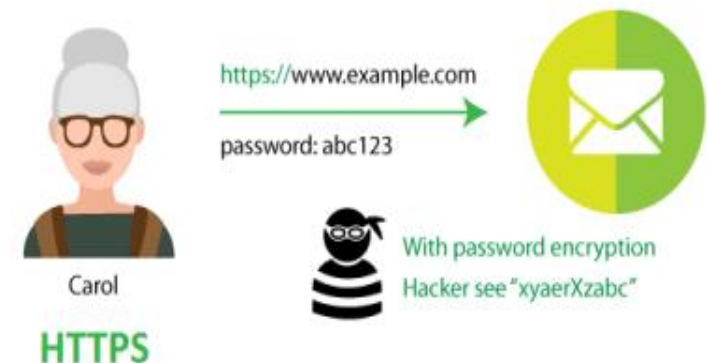 https://www.example.com
password: abc123
With password encryption
Hacker see "xyaerXzabc"
Carol
HTTPS